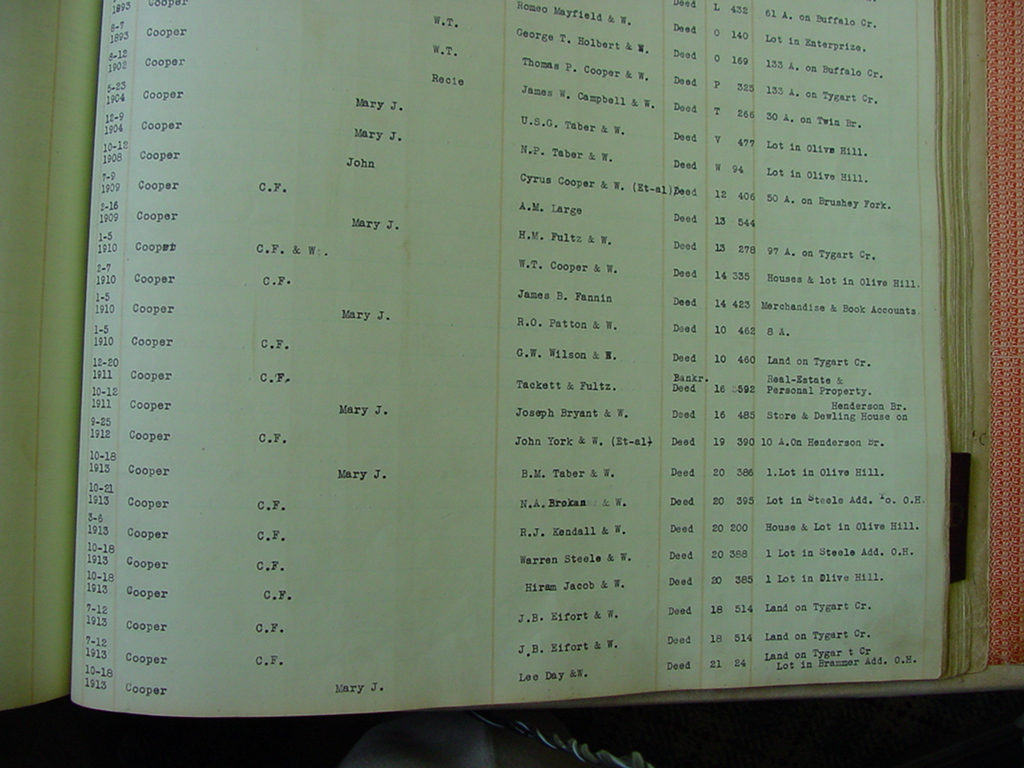 Deed L 432 61 A. on Buffalo Cr.
Romeo Mayfield & W. Deed O 140 Lot in Enterprize.
1893 Cooper W.T. George T. Holbert & W. Deed O 169 133 A. on Buffalo Cr.
8-7
1893 Cooper W.T. Thomas P. Cooper & W. Deed P 325 133 A. on Tygart Cr.
8-12
1902 Cooper Recie James W. Campbell & W. Deed T 266 30 A. on Twin Br.
5-23
1904 Cooper Mary J. U.S.G. Taber & W. Deed V 477 Lot in Olive Hill.
12-9
1904 Cooper Mary J. N.P. Taber & W. Deed W 94 Lot in Olive Hill.
10-12
1908 Cooper John Cyrus Cooper & W. (Et-al) Deed 12 406 50 A. on Brushey Fork.
7-9
1909 Cooper C.F. A.M. Large Deed 13 544
2-16
1909 Cooper Mary J. H.M. Fultz & W. Deed 13 278 97 A. on Tygart Cr.
1-5
1910 Cooper C.F. & W. W.T. Cooper & W. Deed 14 335 Houses & lot in Olive Hill.
2-7
1910 Cooper C.F. James B. Fannin Deed 14 423 Merchandise & Book Accounts
1-5
1910 Cooper Mary J. R.O. Patton & W. Deed 10 462 8 A.
1-5
1910 Cooper C.F. G.W. Wilson & W. Deed 10 460 Land on Tygart Cr.
12-20 Bankr. Real-Estate &
1911 Cooper C.F. Tackett & Fultz. Deed 16 592 Personal Property.
10-12 Henderson Br.
1911 Cooper Mary J. Joseph Bryant & W. Deed 16 485 Store & Dewling House on
9-25
1912 Cooper C.F. John York & W. (Et-al) Deed 19 390 10 A.On Henderson Br.
10-18
1913 Cooper Mary J. B.M. Taber & W. Deed 20 386 1.Lot in Olive Hill.
10-21
1913 Cooper C.F. N.A. Brokan & W. Deed 20 395 Lot in Steele Add. To. O.H.
3-6
1913 Cooper C.F. R.J. Kendall & W. Deed 20 200 House & Lot in Olive Hill.
10-18
1913 Cooper C.F. Warren Steele & W. Deed 20 388 1 Lot in Steele Add. O.H.
10-18
1913 Cooper C.F. Hiram Jacob & W. Deed 20 385 1 Lot in Olive Hill.
7-12
1913 Cooper C.F. J.B. Eifort & W. Deed 18 514 Land on Tygart Cr.
7-12
1913 Cooper C.F. J.B. Eifort & W. Deed 18 514 Land on Tygart Cr.
10-18 Land on Tygar t Cr
1913 Cooper Mary J. Lee Day &W. Deed 21 24 Lot in Brammer Add. O.H.